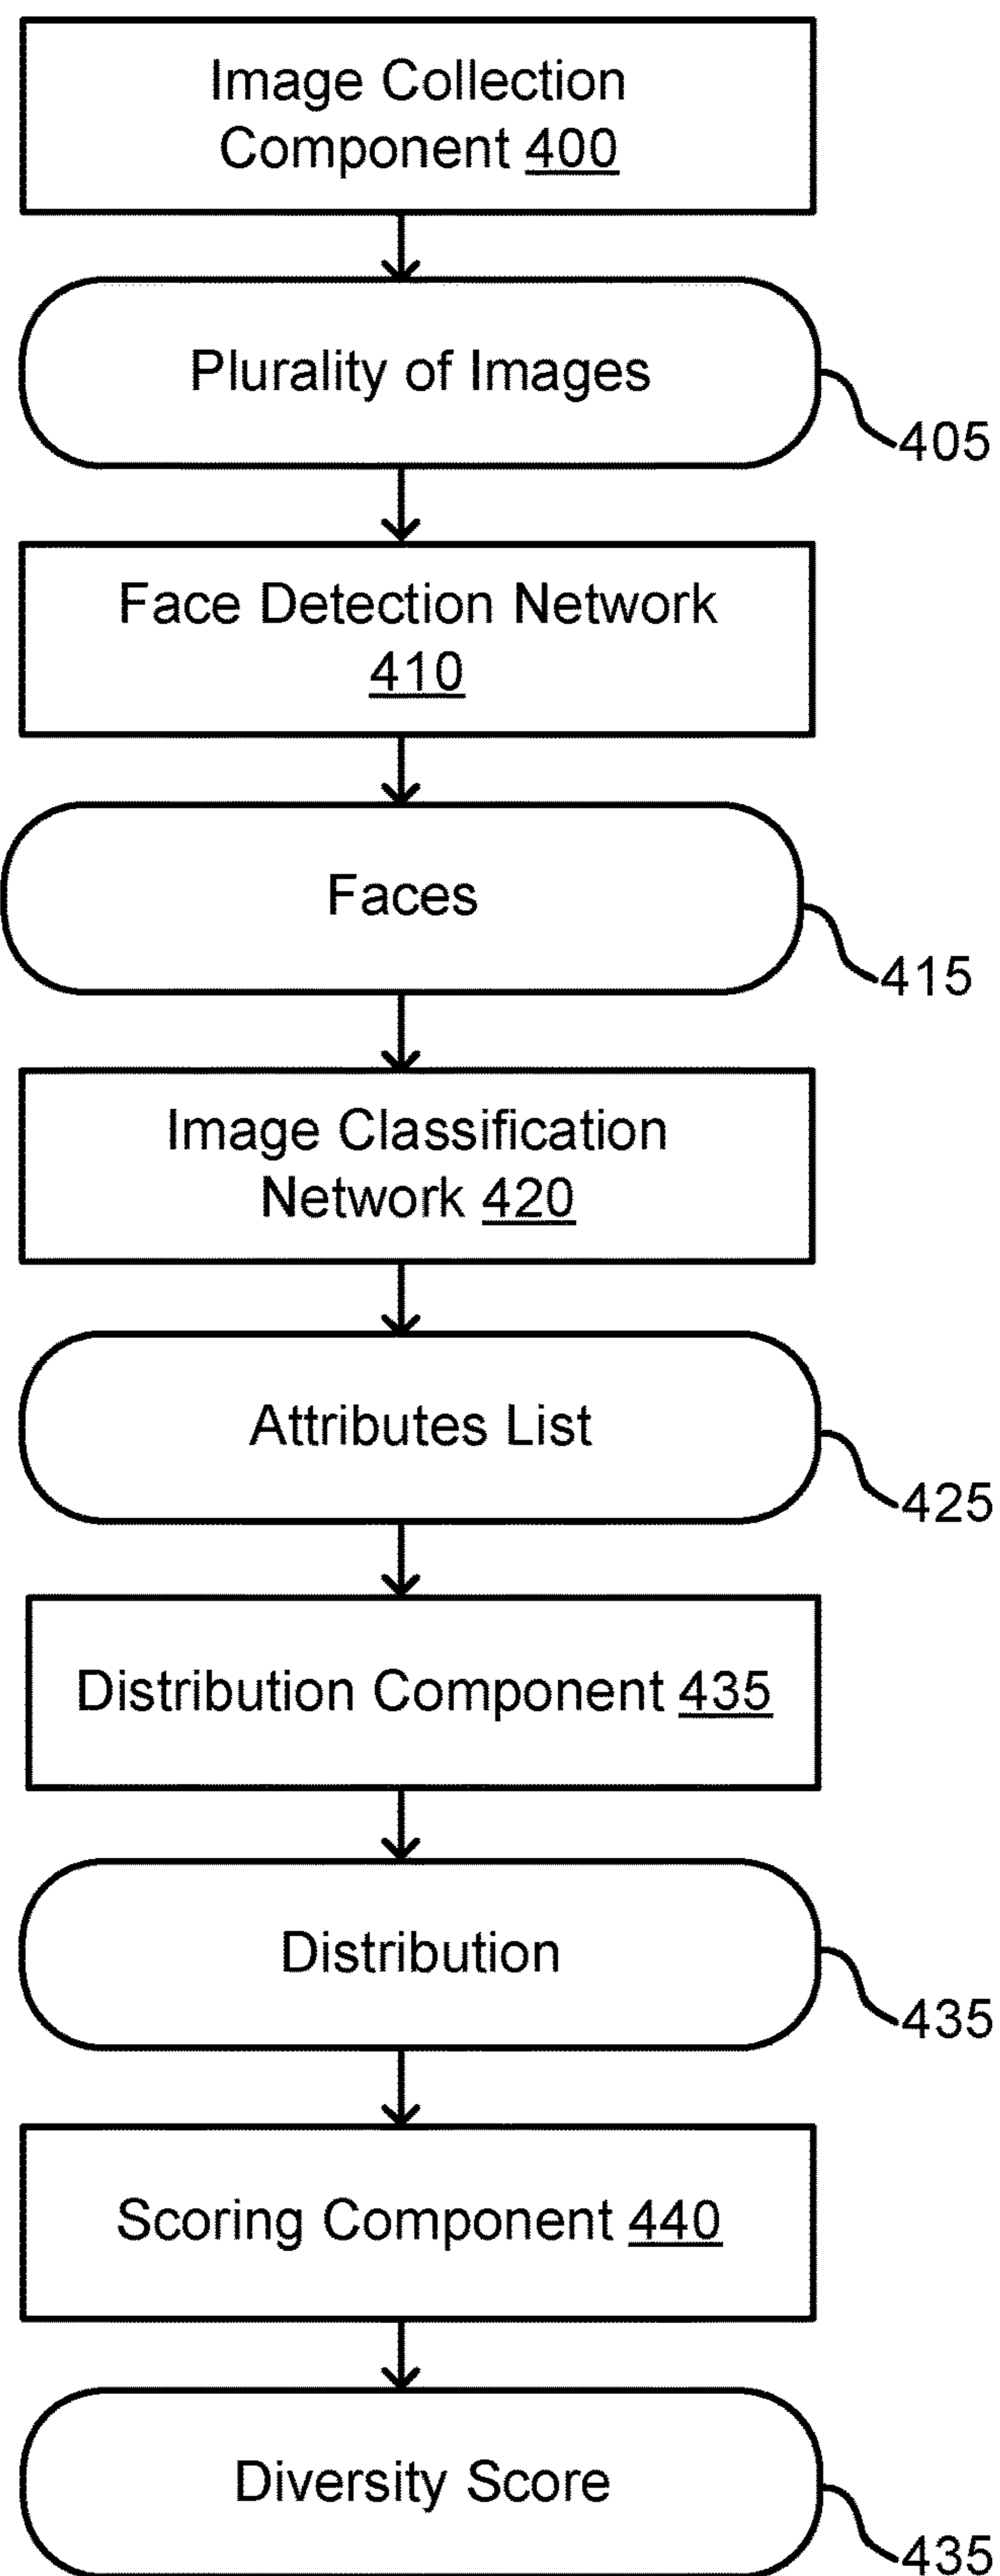 Image Collection
Component 400
Plurality of Images
405
Face Detection Network
410
Faces
415
Image Classification
Network 420
Attributes List
425
Distribution Component 435
Distribution
435
Scoring Component 440
Diversity Score
435